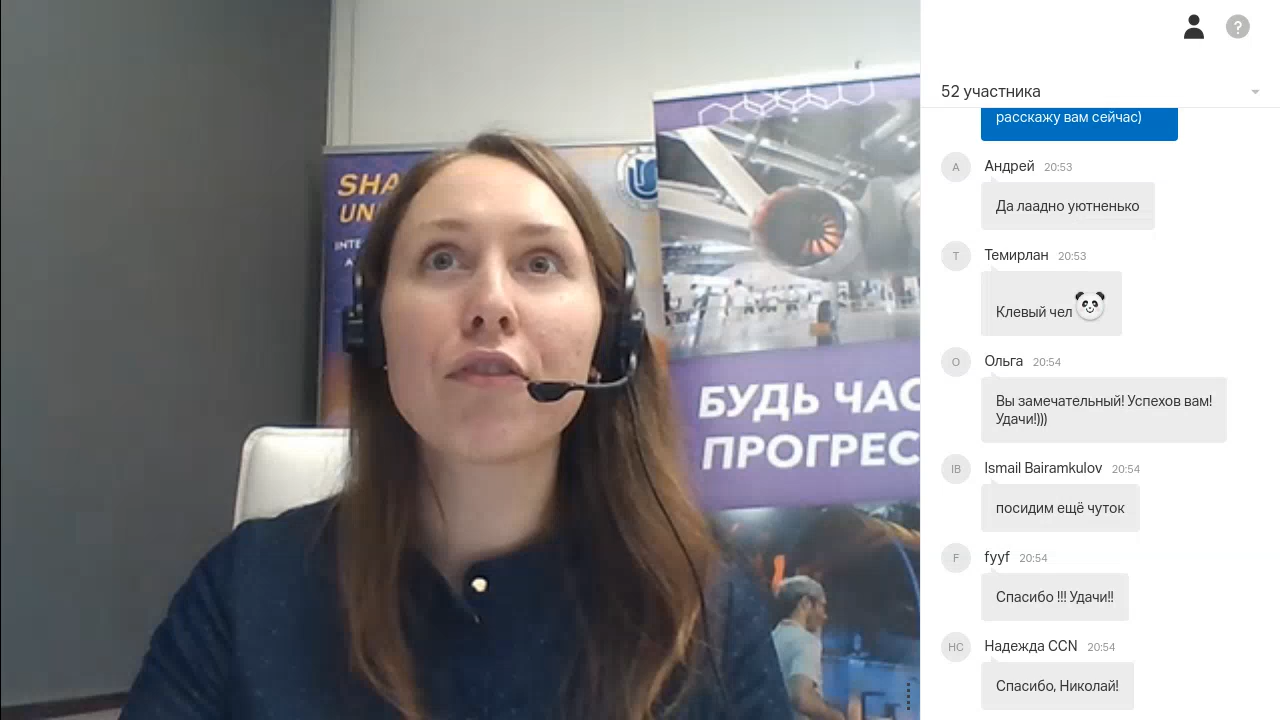 SHA
UNI
INTE
A
БУДЬ ЧАС
ПРОГРЕС
52 участника
расскажу вам сейчас)
А
Андрей 20:53
Да лаадно уютненько
Т
Темирлан 20:53
Клевый чел
О
Ольга 20:54
Вы замечательный! Успехов вам!
Удачи!)))
IB
Ismail Bairamkulov 20:54
посидим ещё чуток
F
fyyf 20:54
Спасибо !!! Удачи!!
НС
Надежда CCN 20:54
Спасибо, Николай!